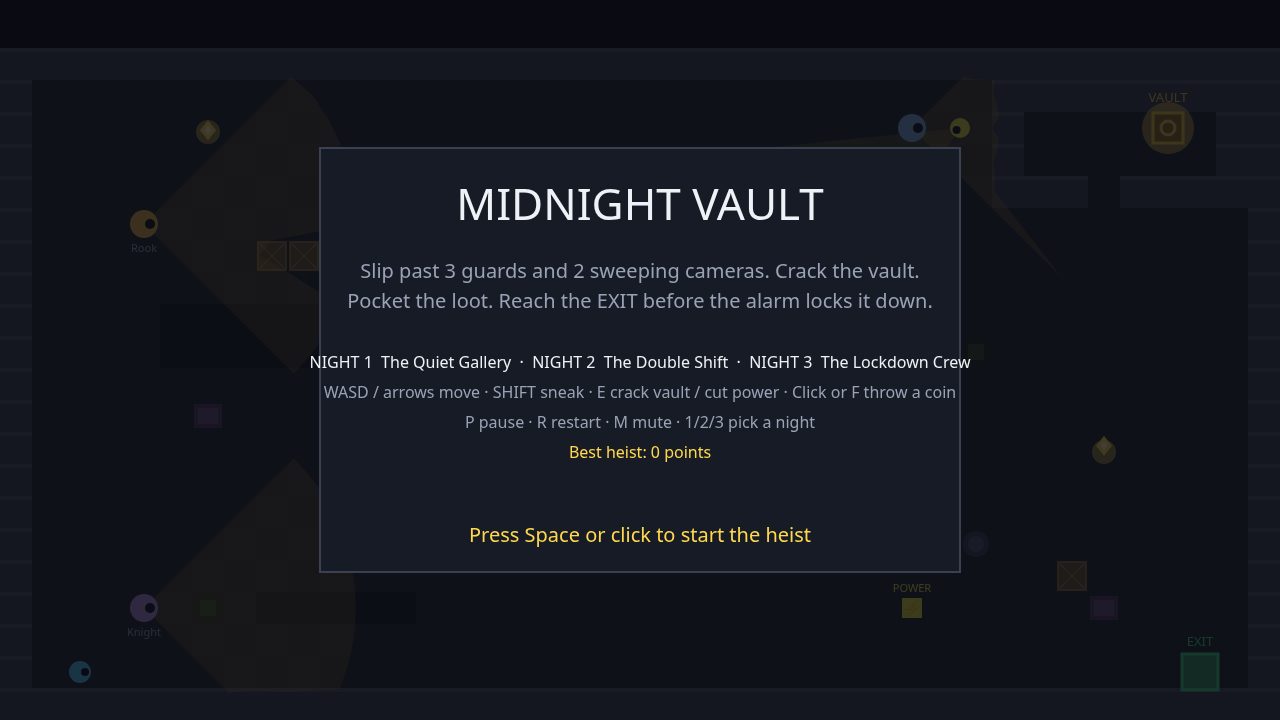 VAULT
MIDNIGHT VAULT
Rook
Slip past 3 guards and 2 sweeping cameras. Crack the vault.
Pocket the loot. Reach the EXIT before the alarm locks it down.
NIGHT 1 The Quiet Gallery · NIGHT 2 The Double Shift · NIGHT 3 The Lockdown Crew
WASD / arrows move · SHIFT sneak · E crack vault / cut power · Click or F throw a coin
P pause · R restart · M mute · 1/2/3 pick a night
Best heist: 0 points
Press Space or click to start the heist
POWER
Knight
EXIT